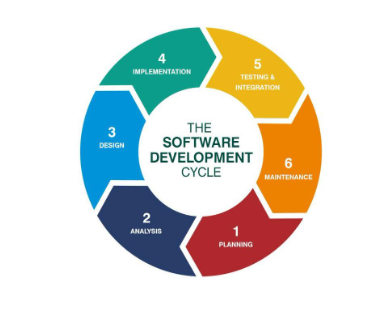 THE
SOFTWARE
DEVELOPMENT
CYCLE
1
PLANNING
2
ANALYSIS
3
DESIGN
4
IMPLEMENTATION
5
TESTING &
INTEGRATION
6
MAINTENANCE